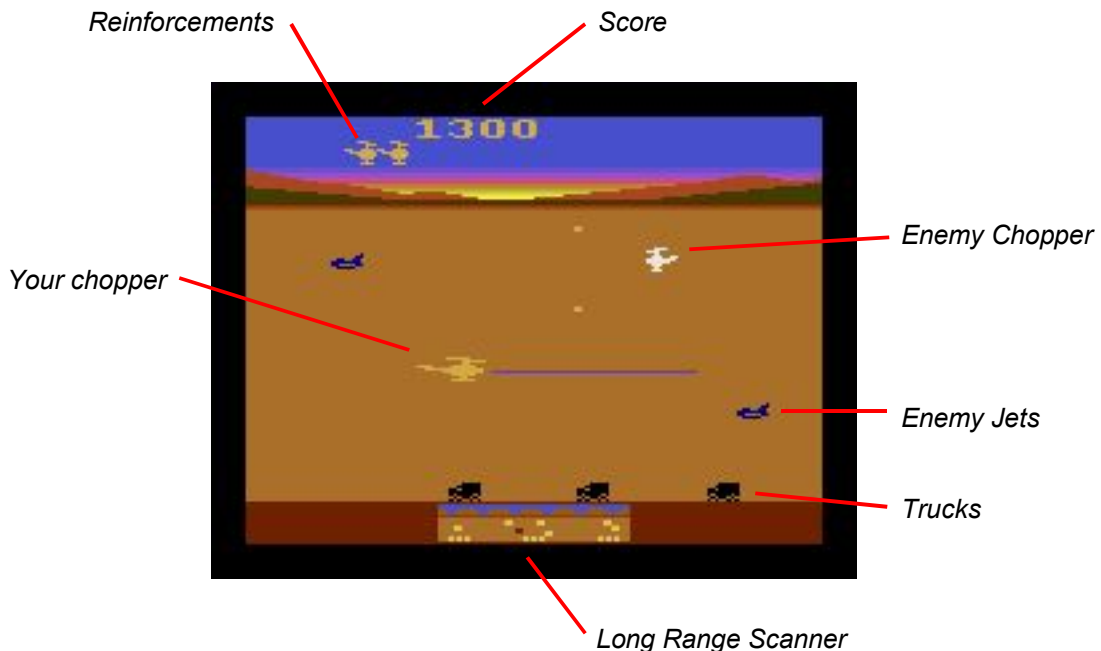 Reinforcements
Score
1300
Enemy Chopper
Your chopper
Enemy Jets
Trucks
Long Range Scanner